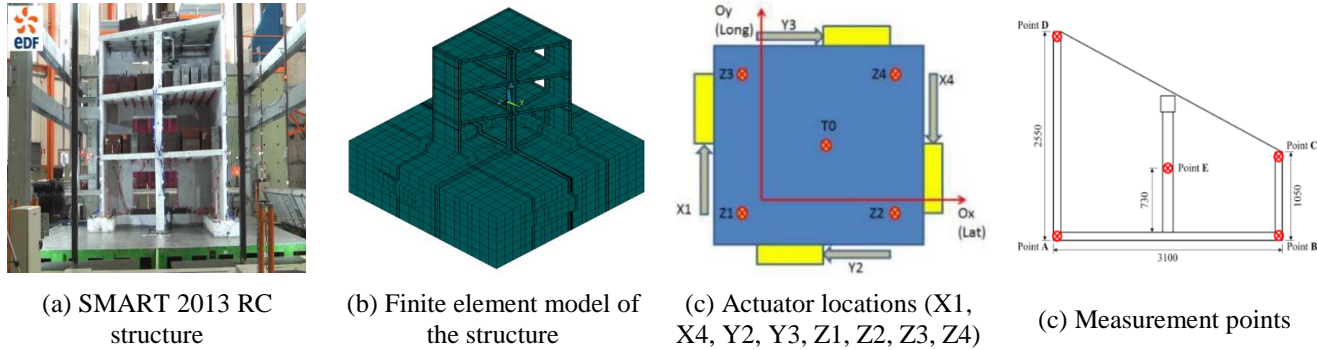 eDF
Y
Oy
(Long)
Y3
Z3
Z4
X4
T0
X1
Z1
Z2
Ox
(Lat)
Y2
Point D
2550
Point C
Point E
730
1050
Point A
Point B
3100
(a) SMART 2013 RC
structure
(b) Finite element model of
the structure
(c) Actuator locations (X1,
X4, Y2, Y3, Z1, Z2, Z3, Z4)
(c) Measurement points